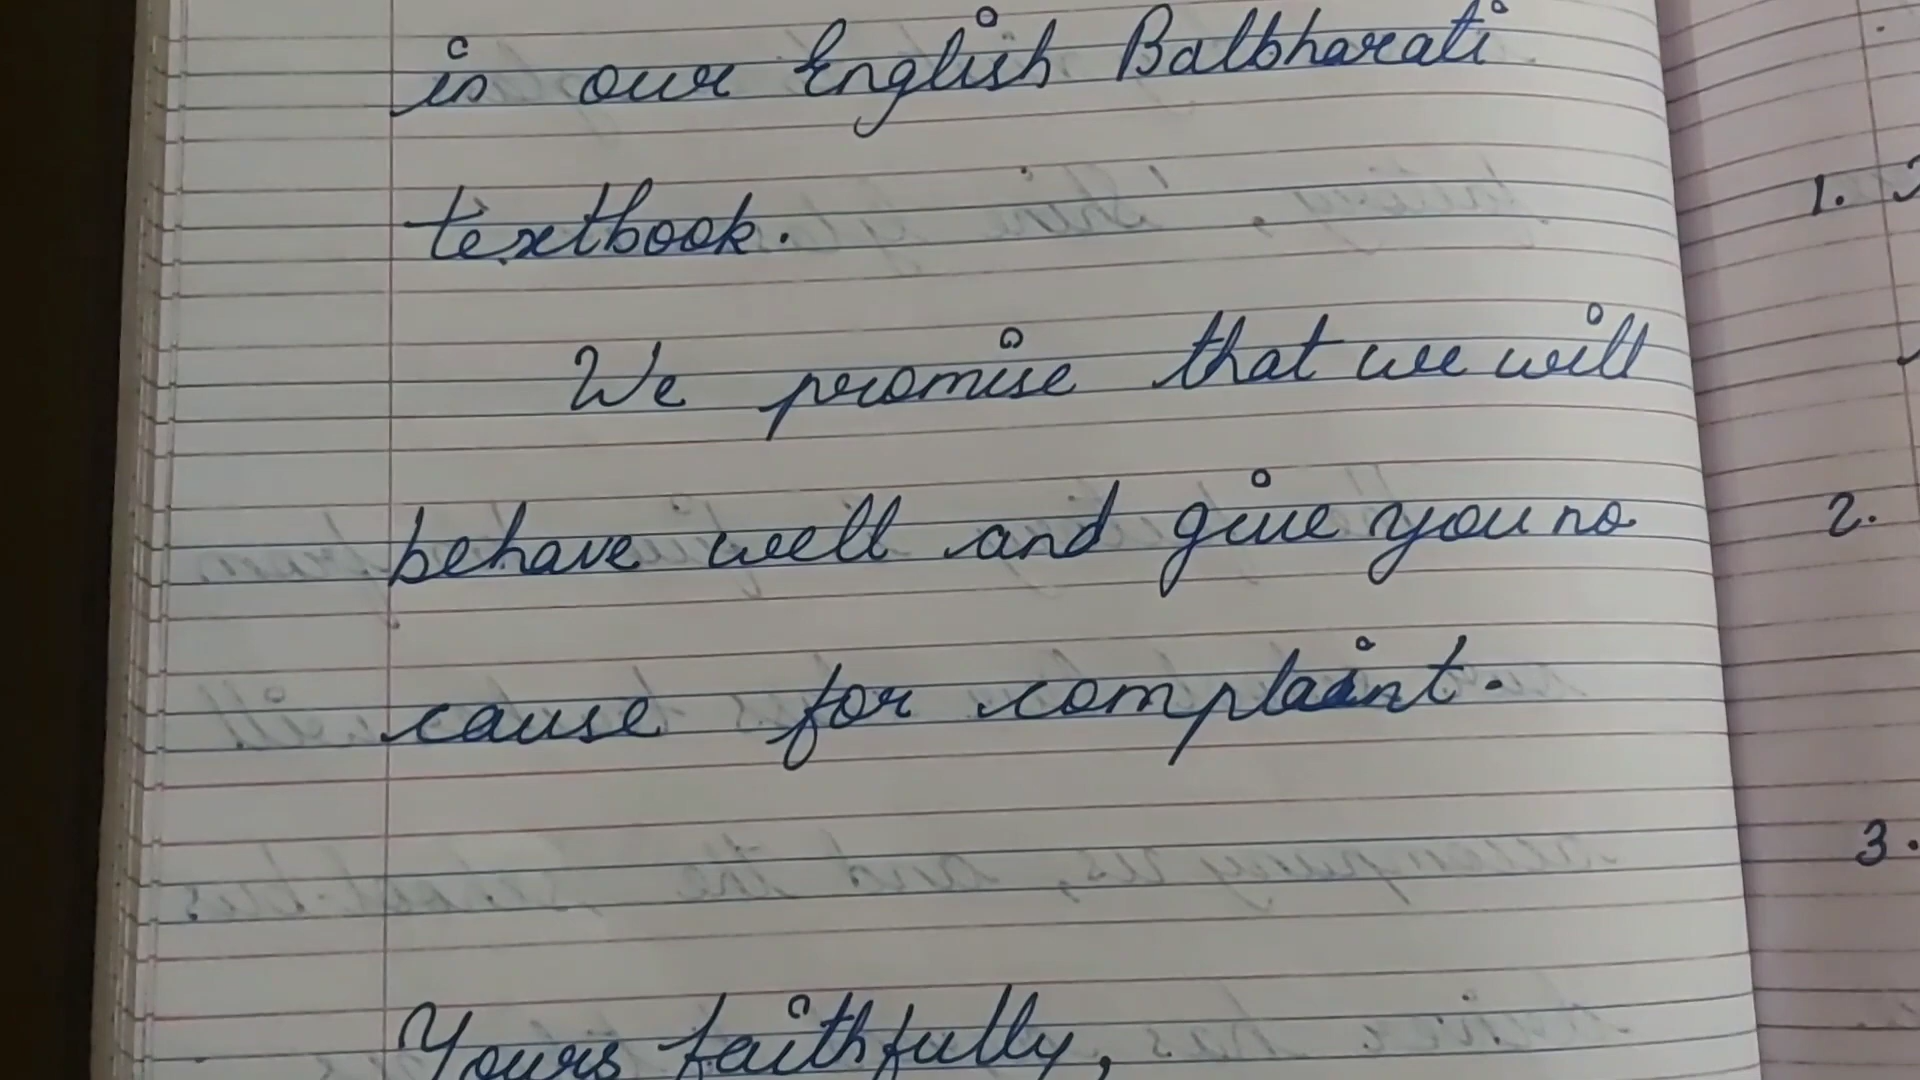 is our English Balbharati
textbook.
We promise that we will
behave well and give you no
cause for complaint.
Yours faithfully,
1.
2.
3.